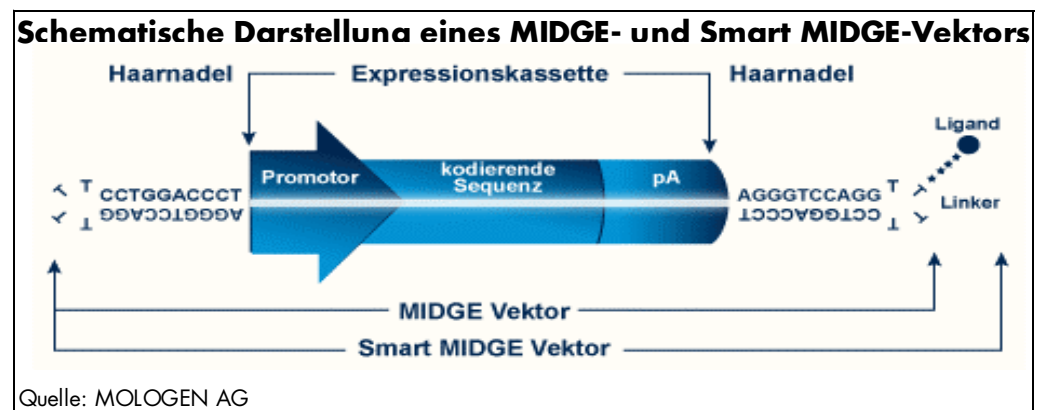 Schematische Darstellung eines MIDGE- und Smart MIDGE-Vektors
Haarnadel Expressionskassette Haarnadel
Ligand
Promotor kodierende Sequenz pA
T T CCTGGACCCT AGGGTCCAGG T T
T T GGACCTGGGA TCCCAGGTCC T T
Linker
MIDGE Vektor
Smart MIDGE Vektor
Quelle: MOLOGEN AG